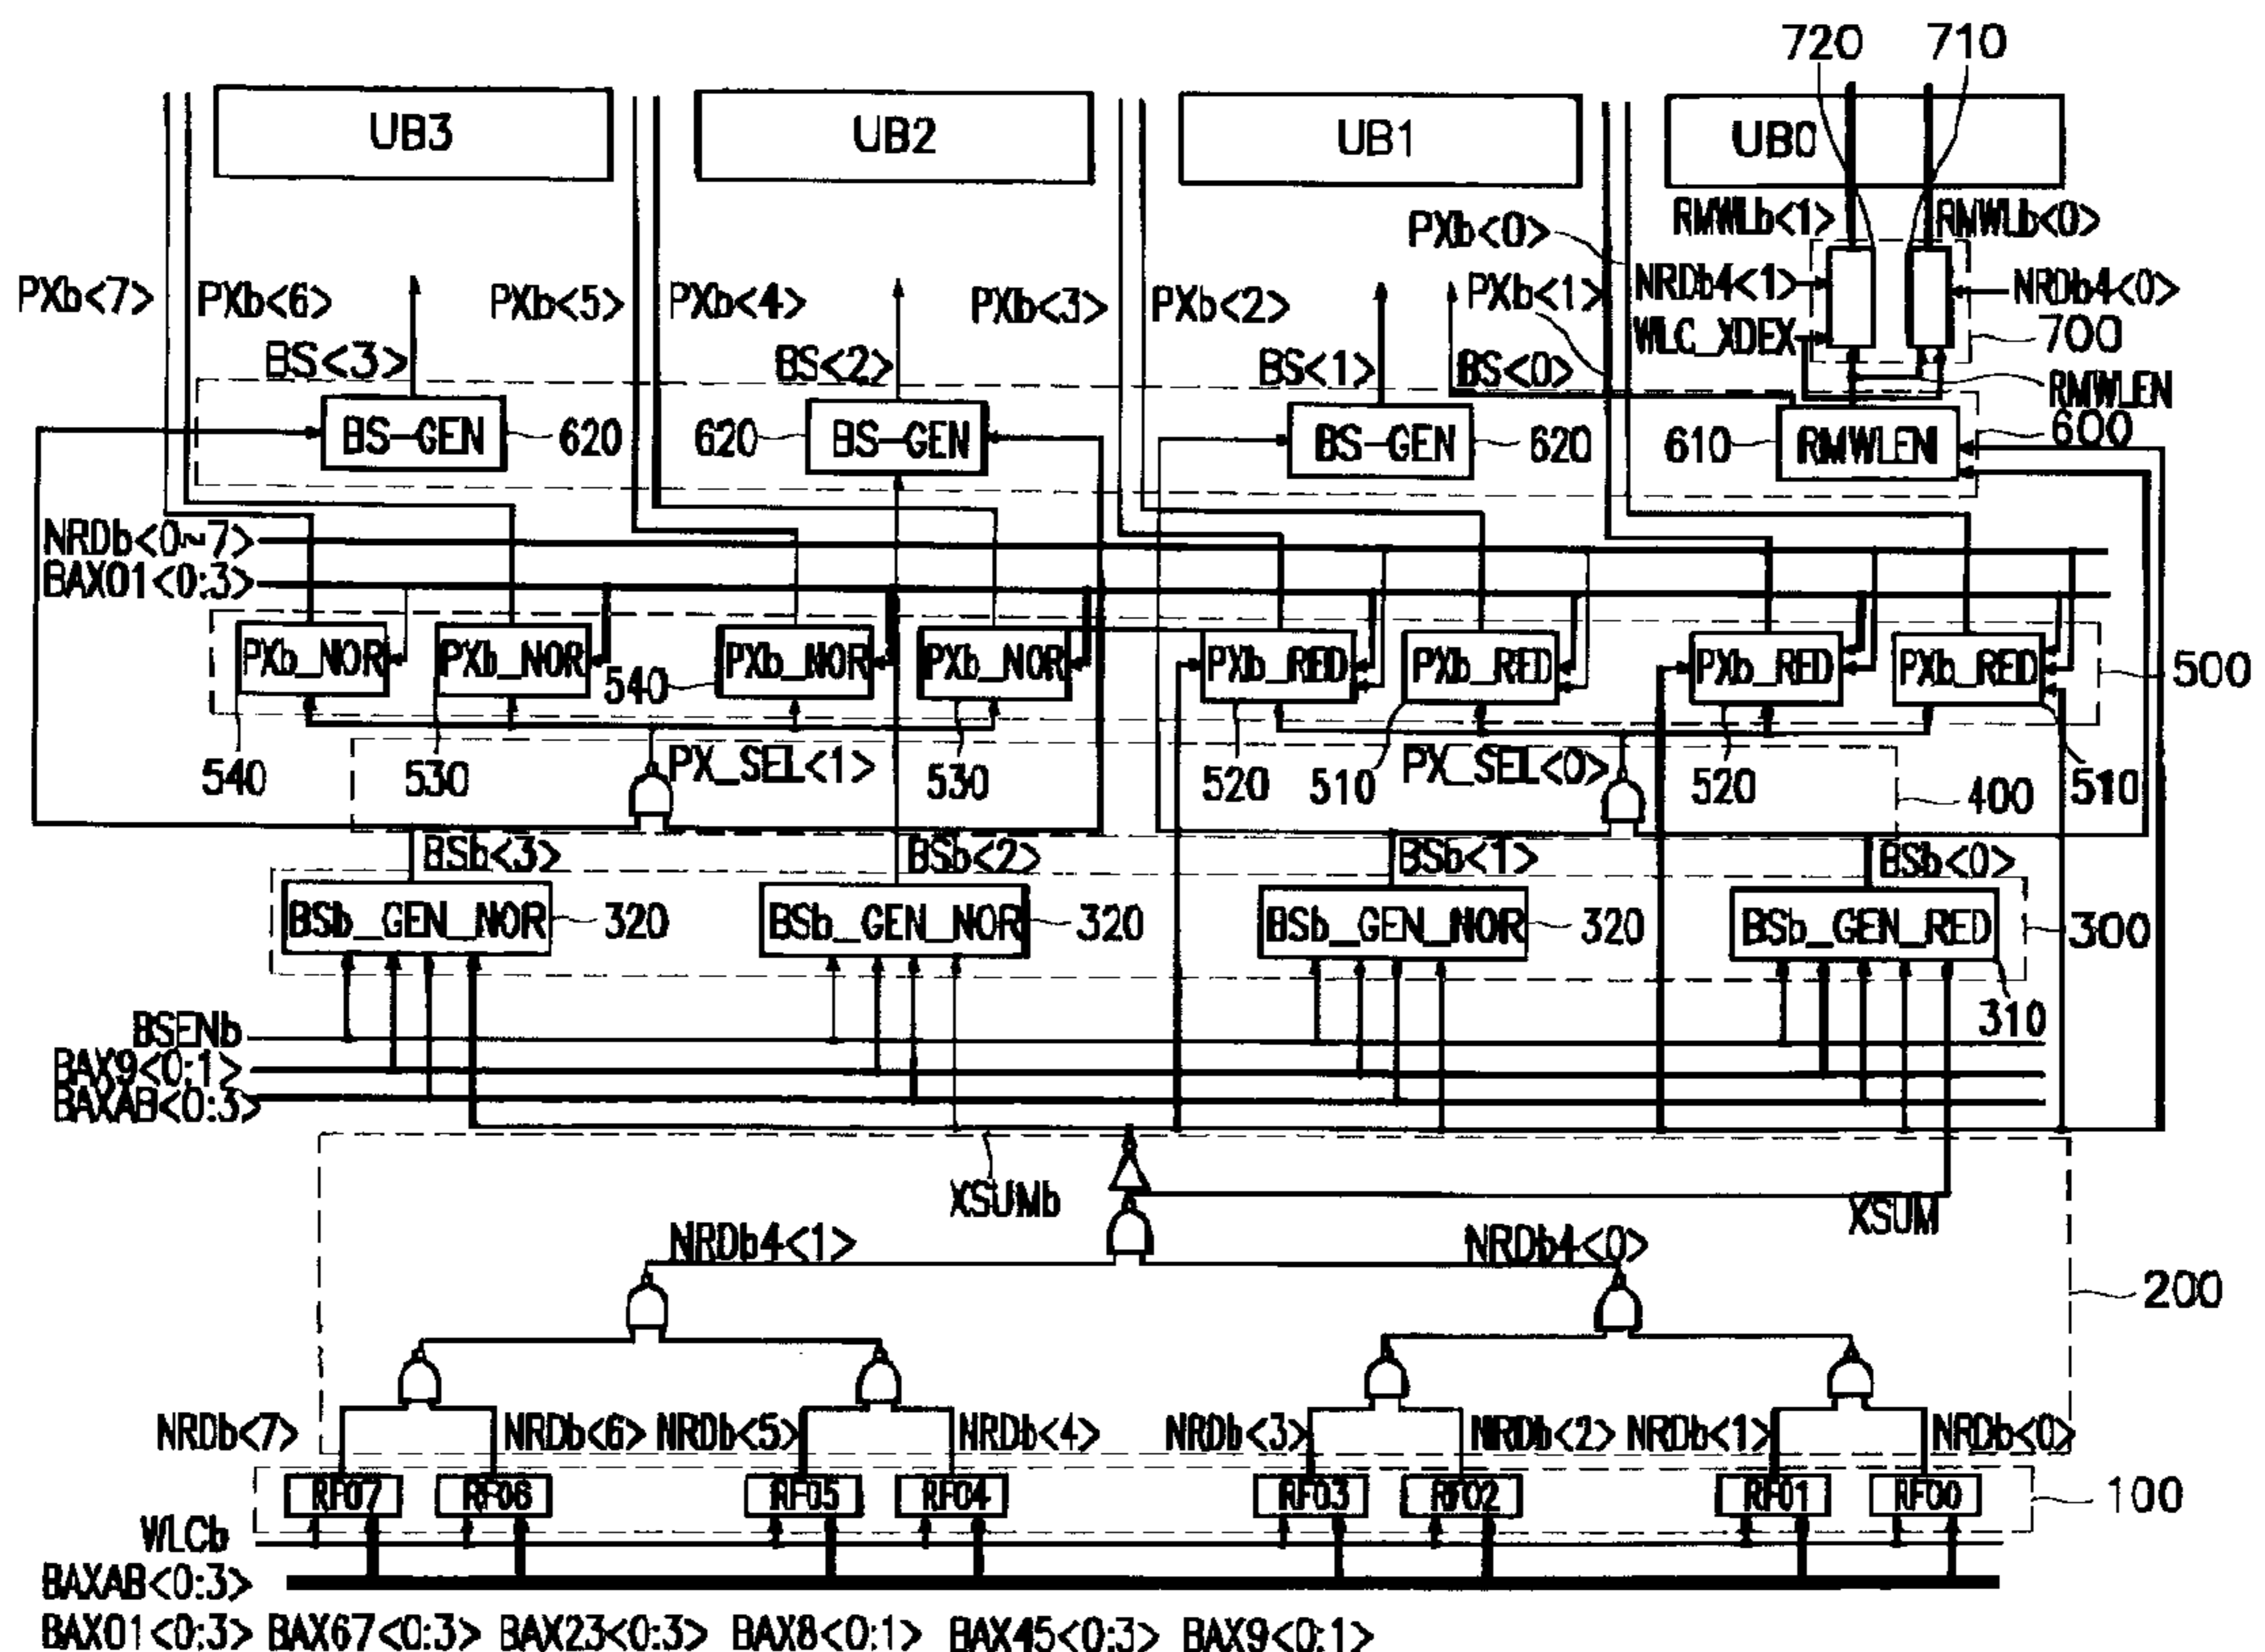 720 710
UB3 UB2 UB1 UB0
RMWLb<1> RMWLb<0>
PXb<0>
PXb<7> PXb<6> PXb<5> PXb<4> PXb<3> PXb<2> PXb<1> NRDb4<1> NRDb4<0>
WLC_XDEX 700
BS<3> BS<2> BS<1> BS<0>
RMWLEN
BS-GEN 620 620 BS-GEN BS-GEN 620 610 RMWLEN 600
NRDb<0~7>
BAX01<0:3>
PXb_NOR PXb_NOR 540 PXb_NOR PXb_NOR PXb_RED PXb_RED PXb_RED PXb_RED 500
540 530 PX_SEL<1> 530 520 510 PX_SEL<0> 520 400 510
BSb<3> BSb<2> BSb<1> BSb<0>
BSb_GEN_NOR 320 BSb_GEN_NOR 320 BSb_GEN_NOR 320 BSb_GEN_RED 300
310
BSENb
BAX9<0:1>
BAXAB<0:3>
XSUMb XSUM
NRDb4<1> NRDb4<0>
200
NRDb<7> NRDb<6> NRDb<5> NRDb<4> NRDb<3> NRDb<2> NRDb<1> NRDb<0>
RF07 RF06 RF05 RF04 RF03 RF02 RF01 RF00 100
WLCb
BAXAB<0:3>
BAX01<0:3> BAX67<0:3> BAX23<0:3> BAX8<0:1> BAX45<0:3> BAX9<0:1>